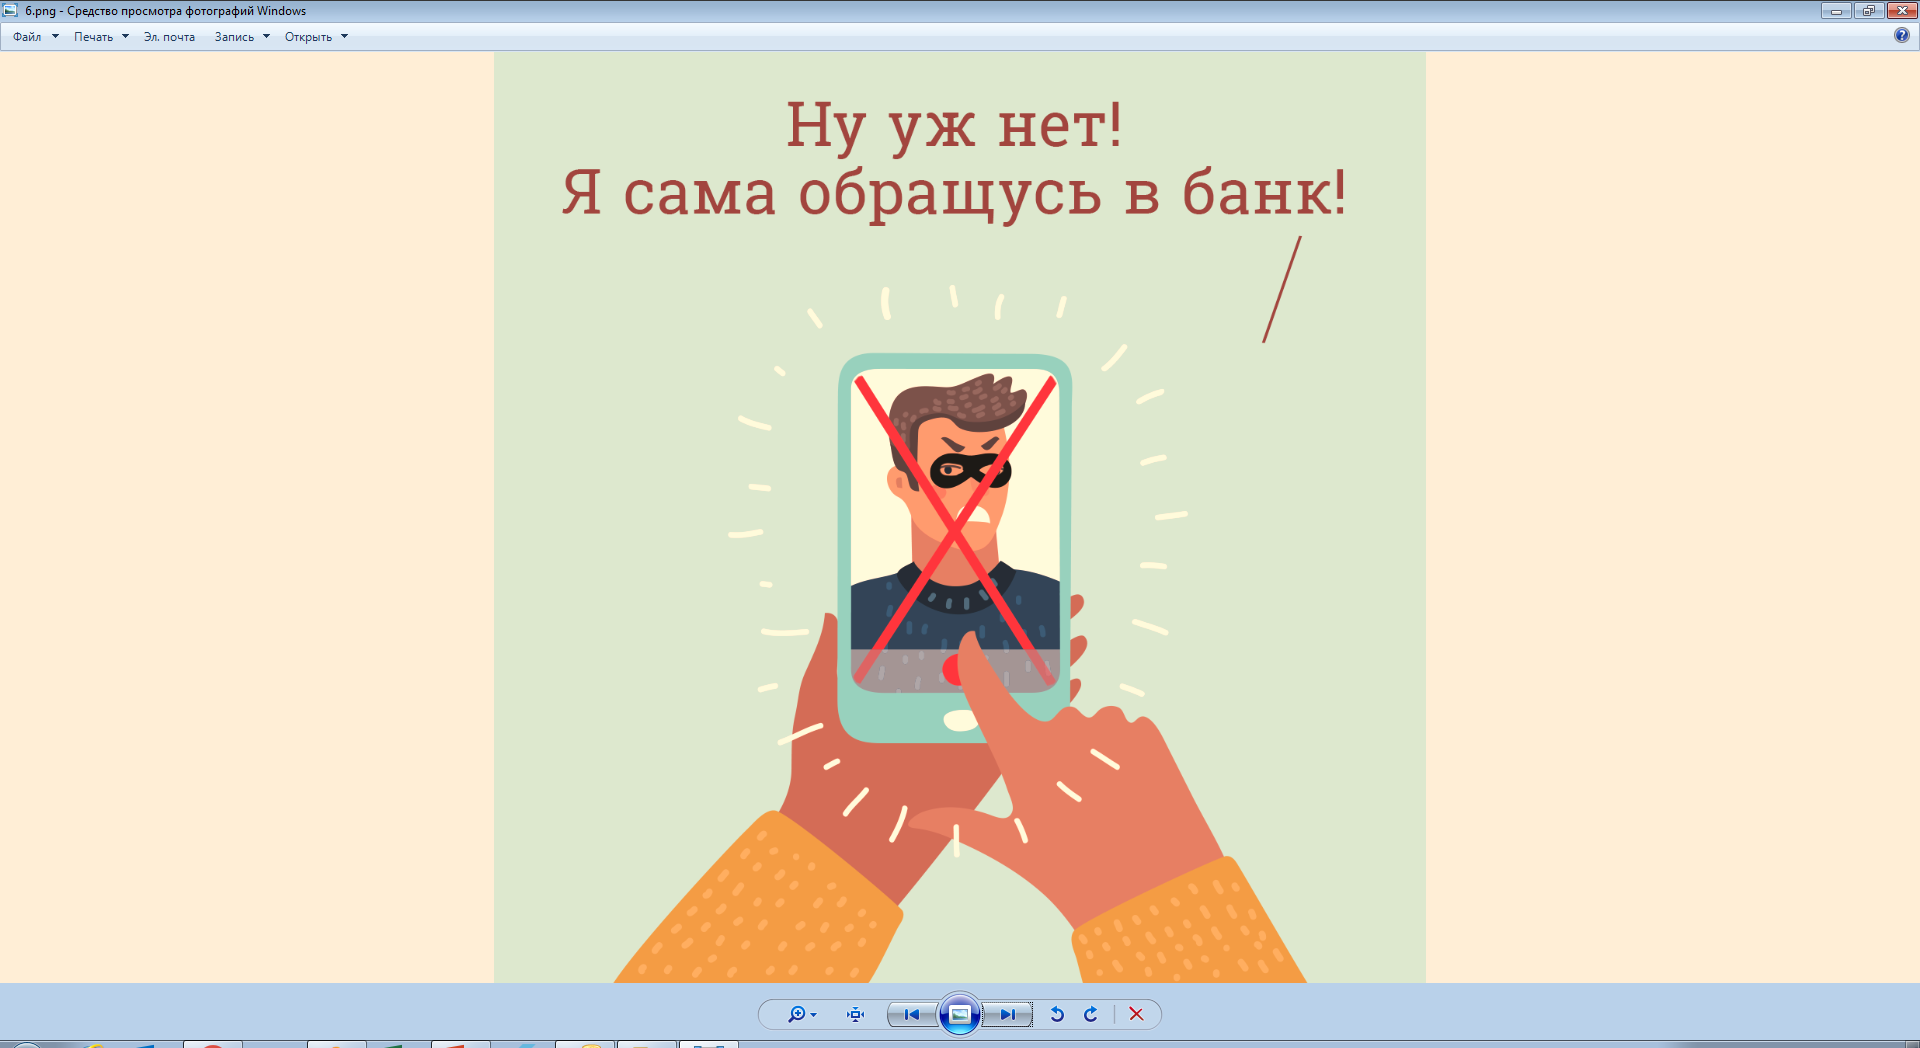 6.png - Средство просмотра фотографий Windows
Файл Печать Эл. почта Запись Открыть
Ну уж нет!
Я сама обращусь в банк!